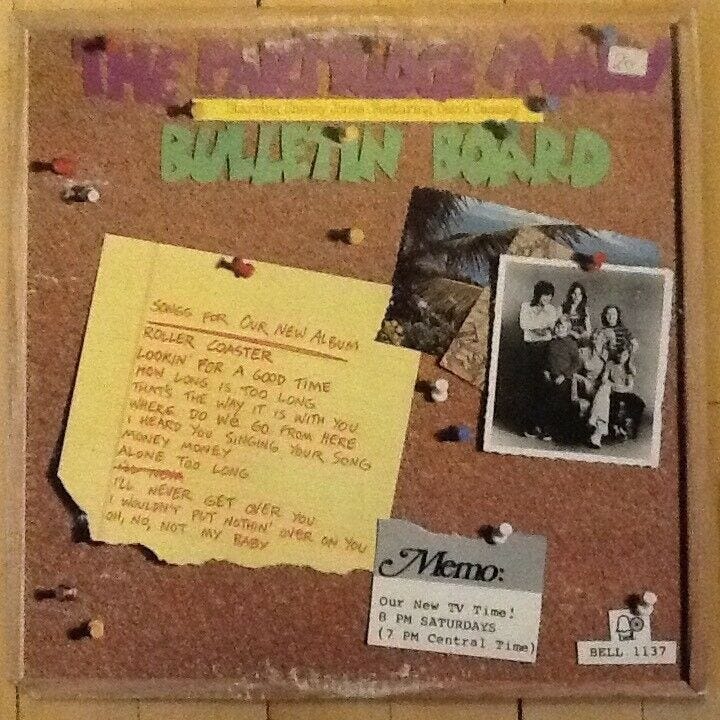 THE PARTRIDGE FAMILY
Starring Shirley Jones Featuring David Cassidy
BULLETIN BOARD
SONGS FOR OUR NEW ALBUM
ROLLER COASTER
LOOKIN' FOR A GOOD TIME
HOW LONG IS TOO LONG
THAT'S THE WAY IT IS WITH YOU
WHERE DO WE GO FROM HERE
I HEARD YOU SINGING YOUR SONG
MONEY MONEY
ALONE TOO LONG
I'LL NEVER GET OVER YOU
I WOULDN'T PUT NOTHIN' OVER ON YOU
OH, NO, NOT MY BABY
Memo:
Our New TV Time!
8 PM SATURDAYS
(7 PM Central Time)
BELL 1137